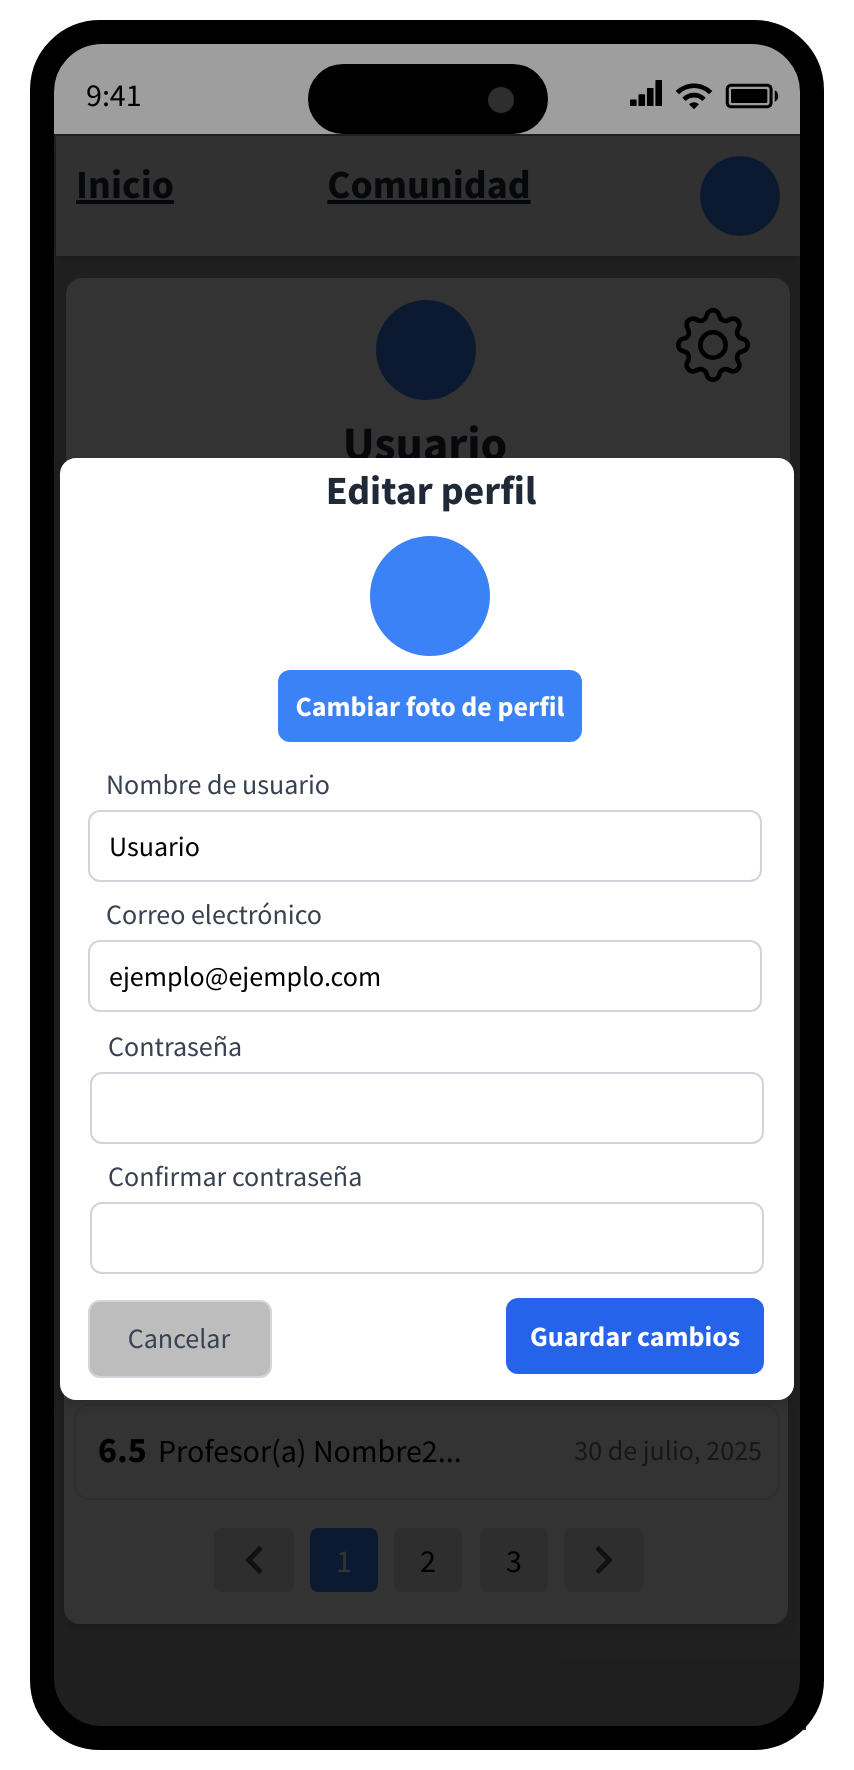 9:41
Inicio Comunidad
Usuario
Editar perfil
Cambiar foto de perfil
Nombre de usuario
Usuario
Correo electrónico
ejemplo@ejemplo.com
Contraseña
Confirmar contraseña
Cancelar Guardar cambios
6.5 Profesor(a) Nombre2... 30 de julio, 2025
1 2 3